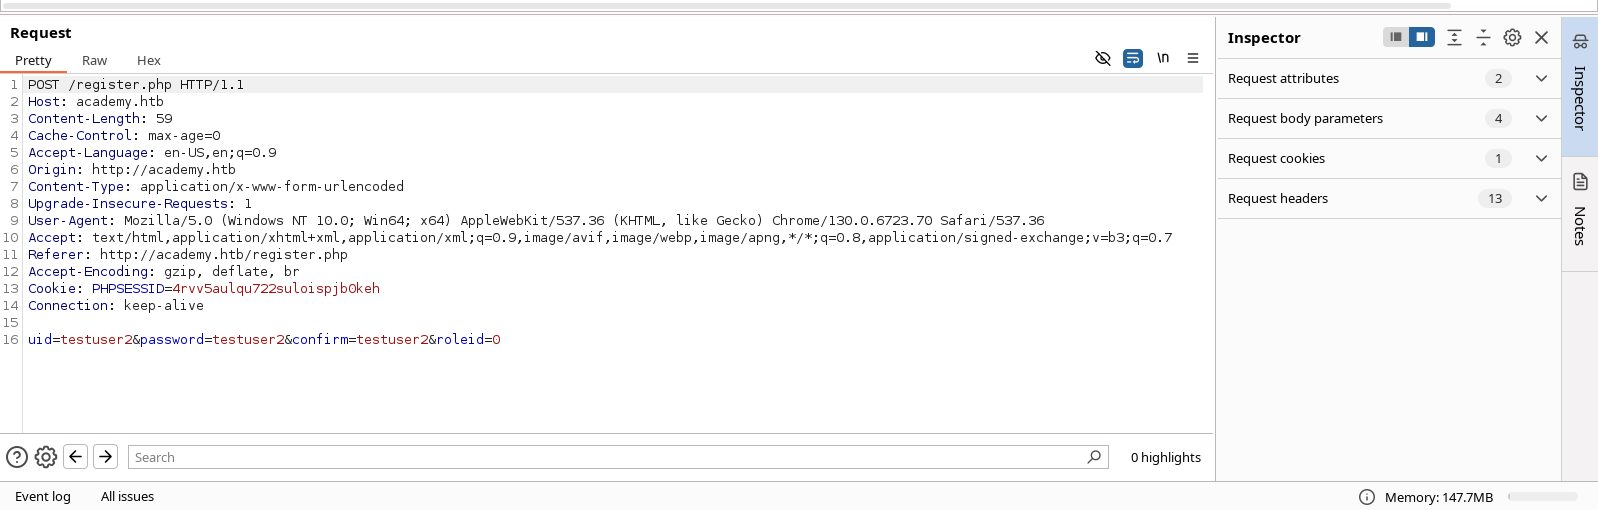 Request
Pretty Raw Hex
\n
1 POST /register.php HTTP/1.1
2 Host: academy.htb
3 Content-Length: 59
4 Cache-Control: max-age=0
5 Accept-Language: en-US,en;q=0.9
6 Origin: http://academy.htb
7 Content-Type: application/x-www-form-urlencoded
8 Upgrade-Insecure-Requests: 1
9 User-Agent: Mozilla/5.0 (Windows NT 10.0; Win64; x64) AppleWebKit/537.36 (KHTML, like Gecko) Chrome/130.0.6723.70 Safari/537.36
10 Accept: text/html,application/xhtml+xml,application/xml;q=0.9,image/avif,image/webp,image/apng,*/*;q=0.8,application/signed-exchange;v=b3;q=0.7
11 Referer: http://academy.htb/register.php
12 Accept-Encoding: gzip, deflate, br
13 Cookie: PHPSESSID=4rvv5aulqu722suloispjb0keh
14 Connection: keep-alive
15
16 uid=testuser2&password=testuser2&confirm=testuser2&roleid=0
Search
0 highlights
Inspector
Request attributes 2
Request body parameters 4
Request cookies 1
Request headers 13
Inspector
Notes
Event log All issues
Memory: 147.7MB